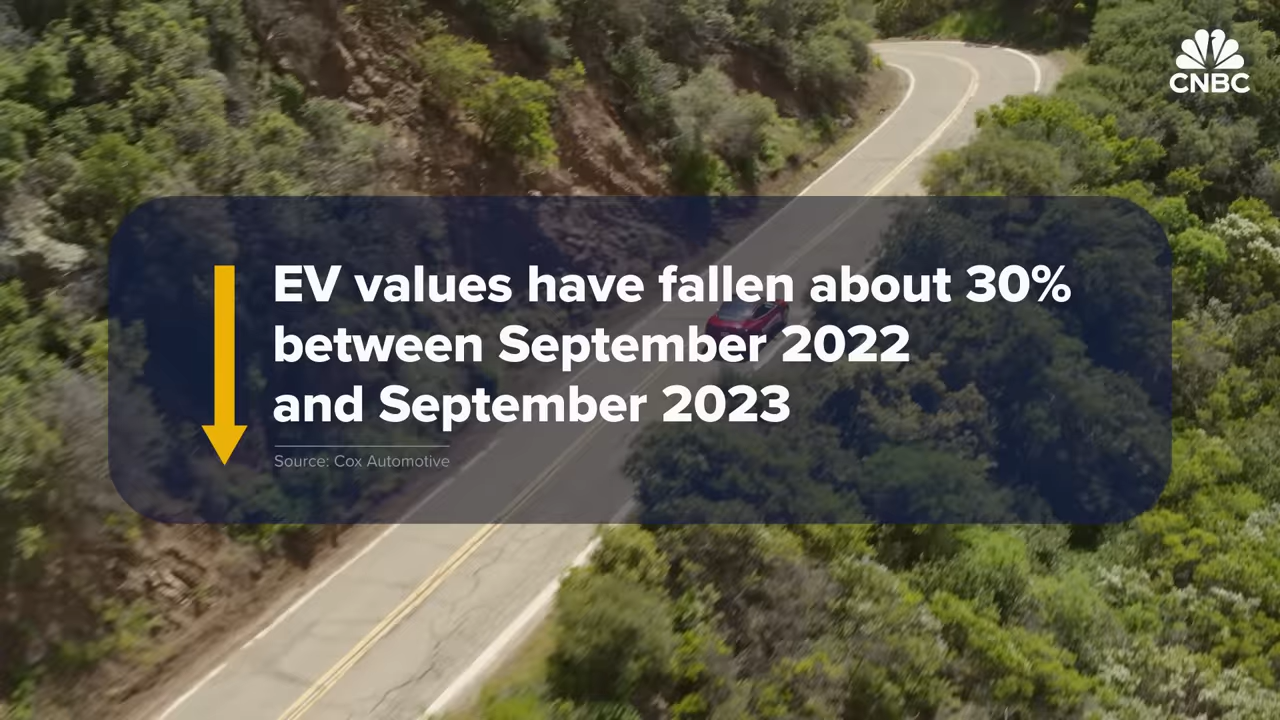 CNBC
EV values have fallen about 30%
between September 2022
and September 2023
Source: Cox Automotive